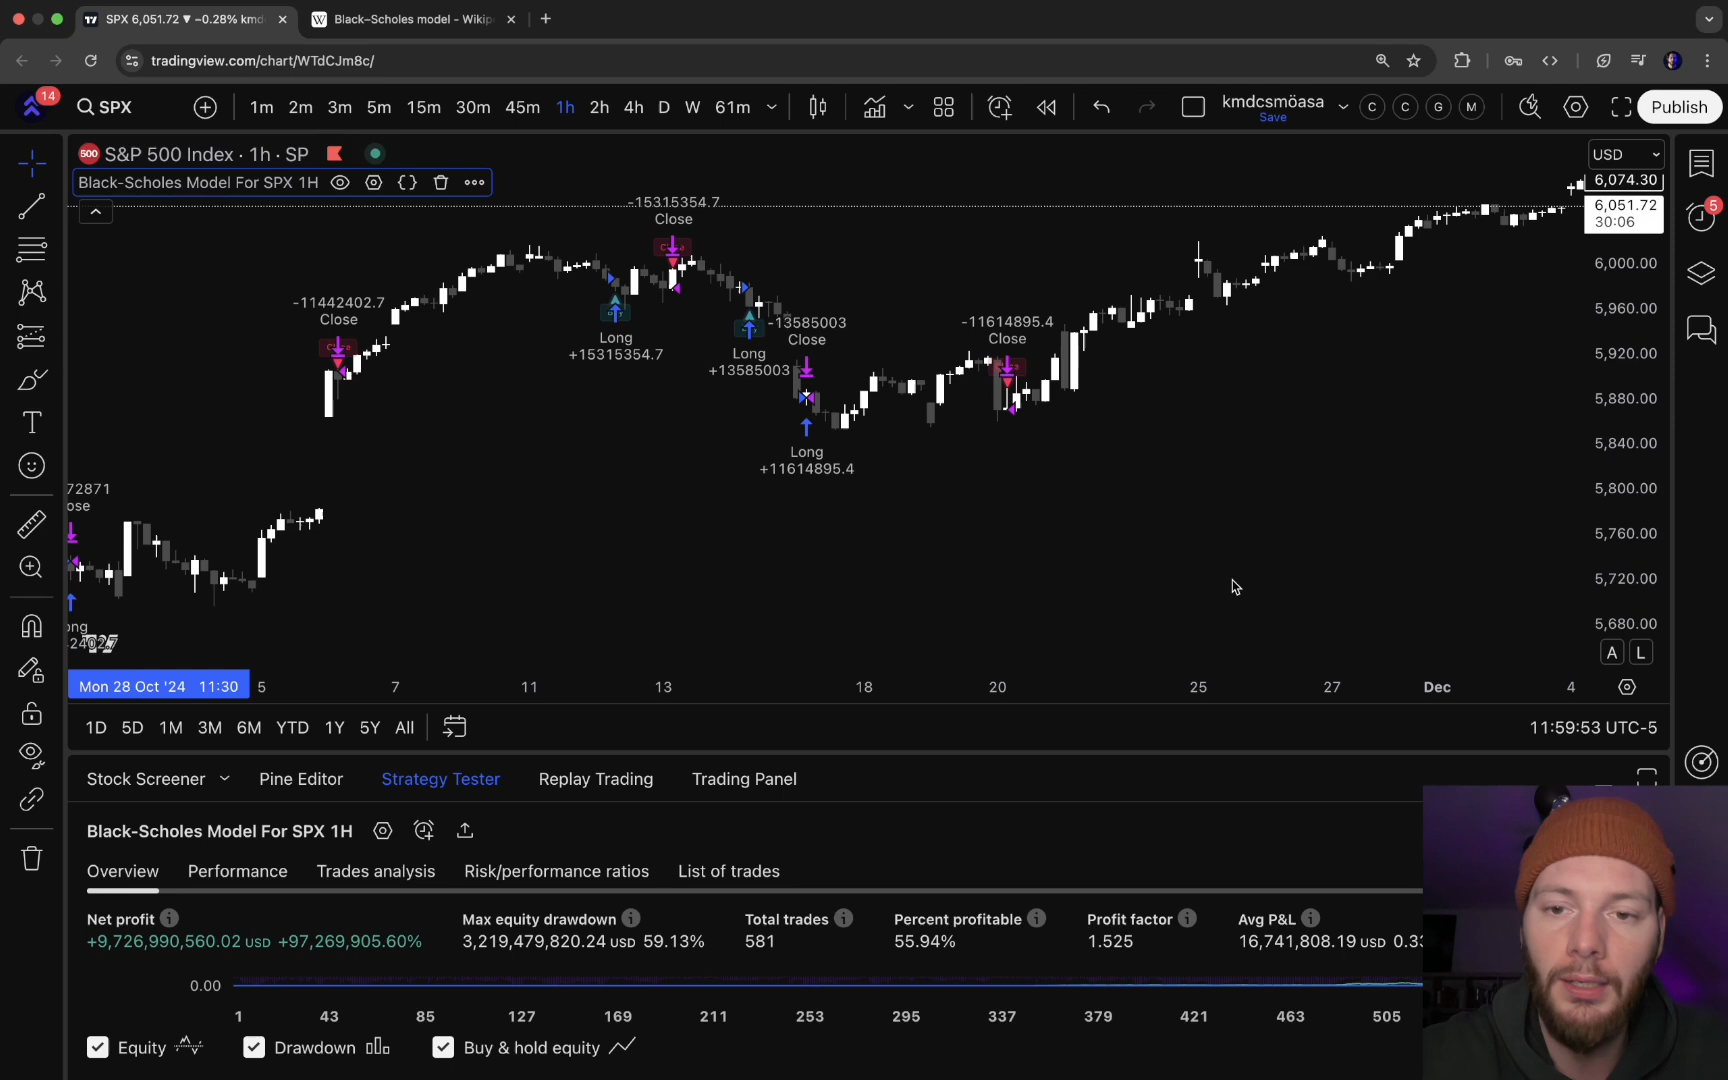 SPX 6,051.72 ▼ −0.28% kmd
Black–Scholes model - Wikip
tradingview.com/chart/WTdCJm8c/
14
SPX
1m 2m 3m 5m 15m 30m 45m 1h 2h 4h D W 61m
kmdcsmöasa
Save
C C G M
Publish
500 S&P 500 Index · 1h · SP
USD
Black-Scholes Model For SPX 1H
6,074.30
6,051.72
30:06
5
-15315354.7
Close
6,000.00
-11442402.7
Close
5,960.00
-13585003
Close
-11614895.4
Close
Long
+15315354.7
Long
+13585003
5,920.00
5,880.00
5,840.00
Long
+11614895.4
72871
ose
5,800.00
5,760.00
5,720.00
5,680.00
ong
A L
Mon 28 Oct '24 11:30 5 7 11 13 18 20 25 27 Dec 4
1D 5D 1M 3M 6M YTD 1Y 5Y All
11:59:53 UTC-5
Stock Screener Pine Editor Strategy Tester Replay Trading Trading Panel
Black-Scholes Model For SPX 1H
Overview Performance Trades analysis Risk/performance ratios List of trades
Net profit Max equity drawdown Total trades Percent profitable Profit factor Avg P&L
+9,726,990,560.02 USD +97,269,905.60% 3,219,479,820.24 USD 59.13% 581 55.94% 1.525 16,741,808.19 USD 0.33
0.00
1 43 85 127 169 211 253 295 337 379 421 463 505
Equity Drawdown Buy & hold equity